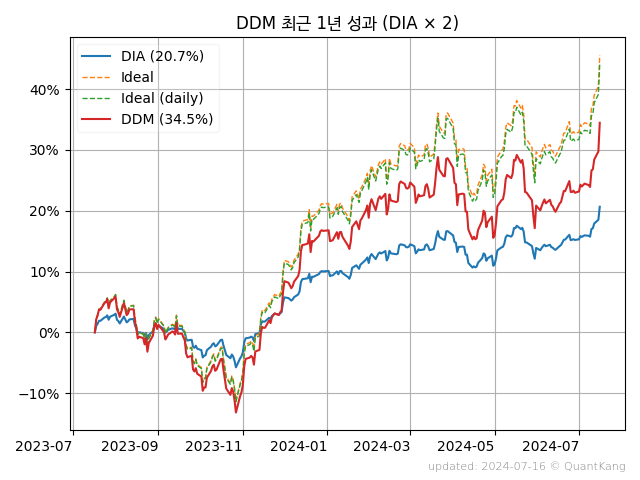 DDM 최근 1년 성과 (DIA × 2)
DIA (20.7%)
Ideal
Ideal (daily)
DDM (34.5%)
40%
30%
20%
10%
0%
−10%
2023-07 2023-09 2023-11 2024-01 2024-03 2024-05 2024-07
updated: 2024-07-16 © QuantKang